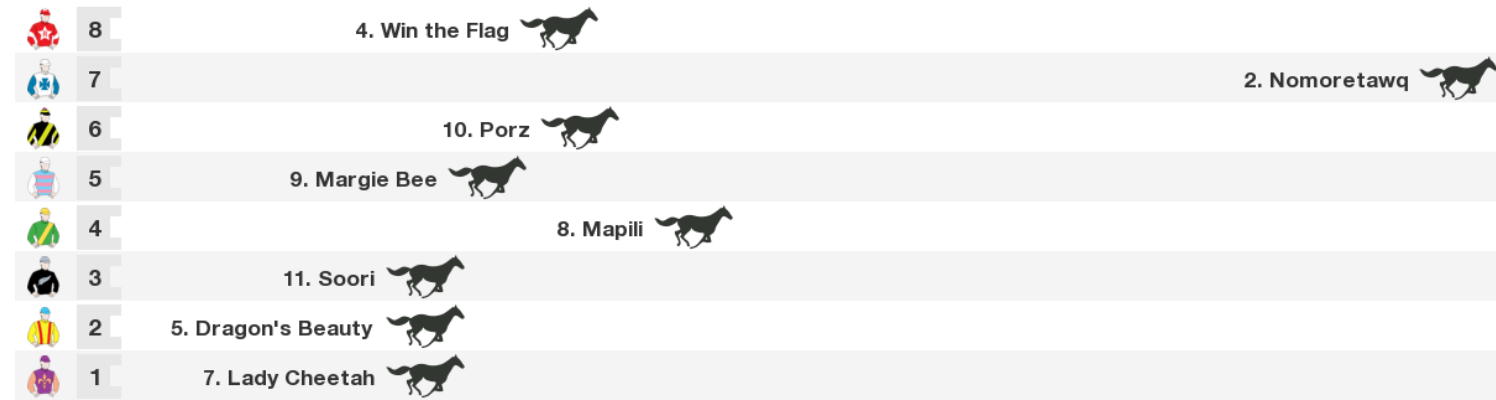 8 4. Win the Flag
7 2. Nomoretawq
6 10. Porz
5 9. Margie Bee
4 8. Mapili
3 11. Soori
2 5. Dragon's Beauty
1 7. Lady Cheetah